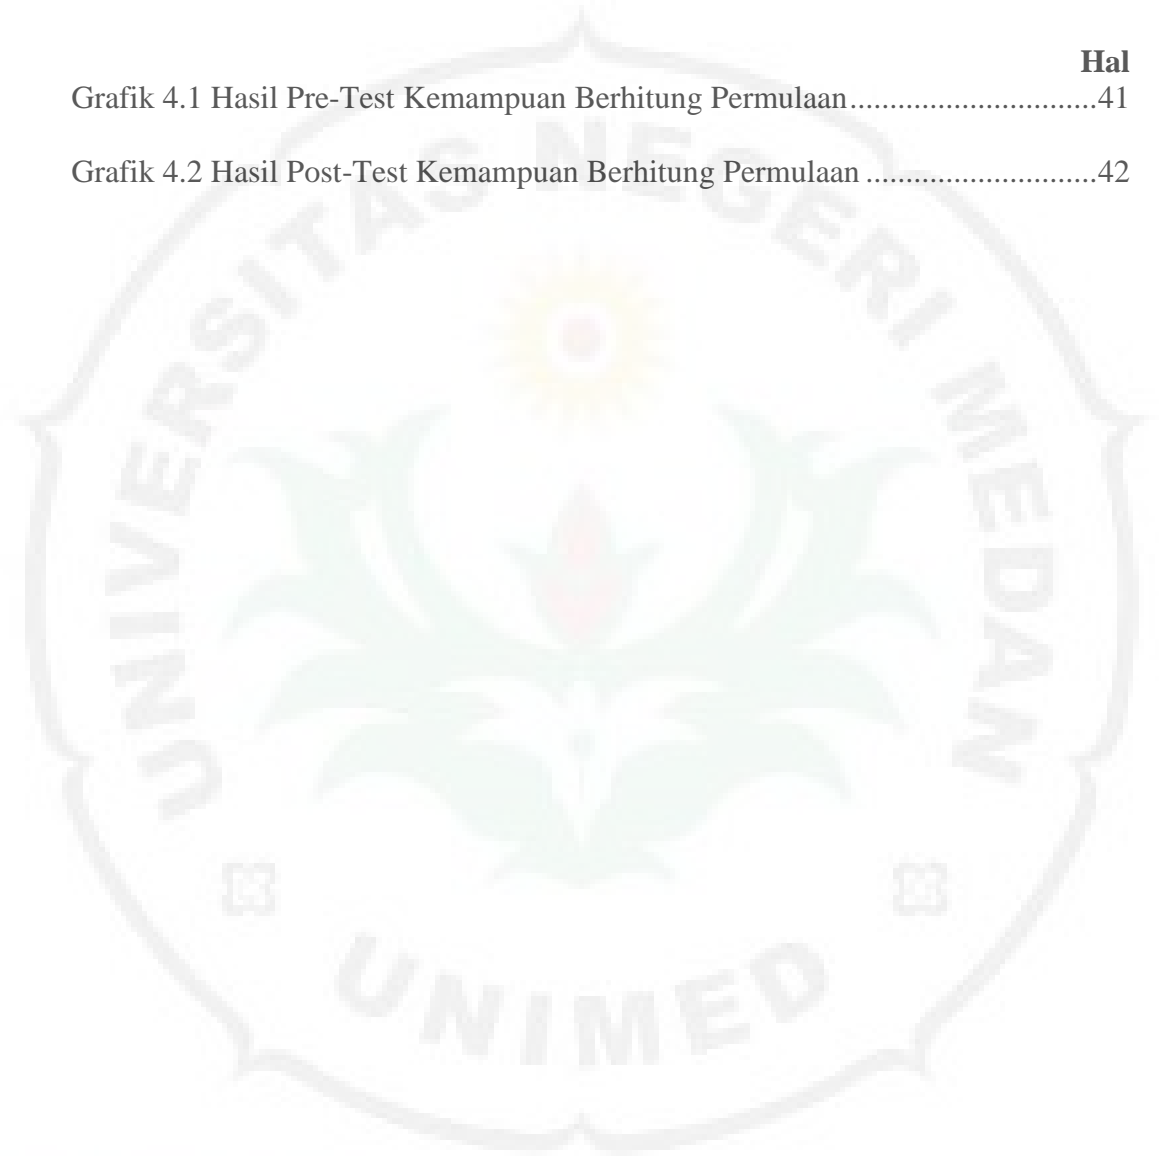 Hal
Grafik 4.1 Hasil Pre-Test Kemampuan Berhitung Permulaan..............................41
Grafik 4.2 Hasil Post-Test Kemampuan Berhitung Permulaan ............................42
UNIVERSITAS NEGERI MEDAN
UNIMED